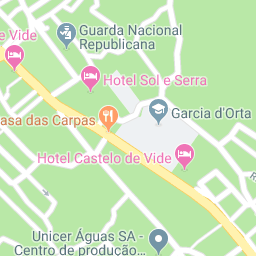 Guarda Nacional
Republicana
de Vide
Hotel Sol e Serra
Garcia d'Orta
asa das Carpas
Hotel Castelo de Vide
Unicer Águas SA -
Centro de produção